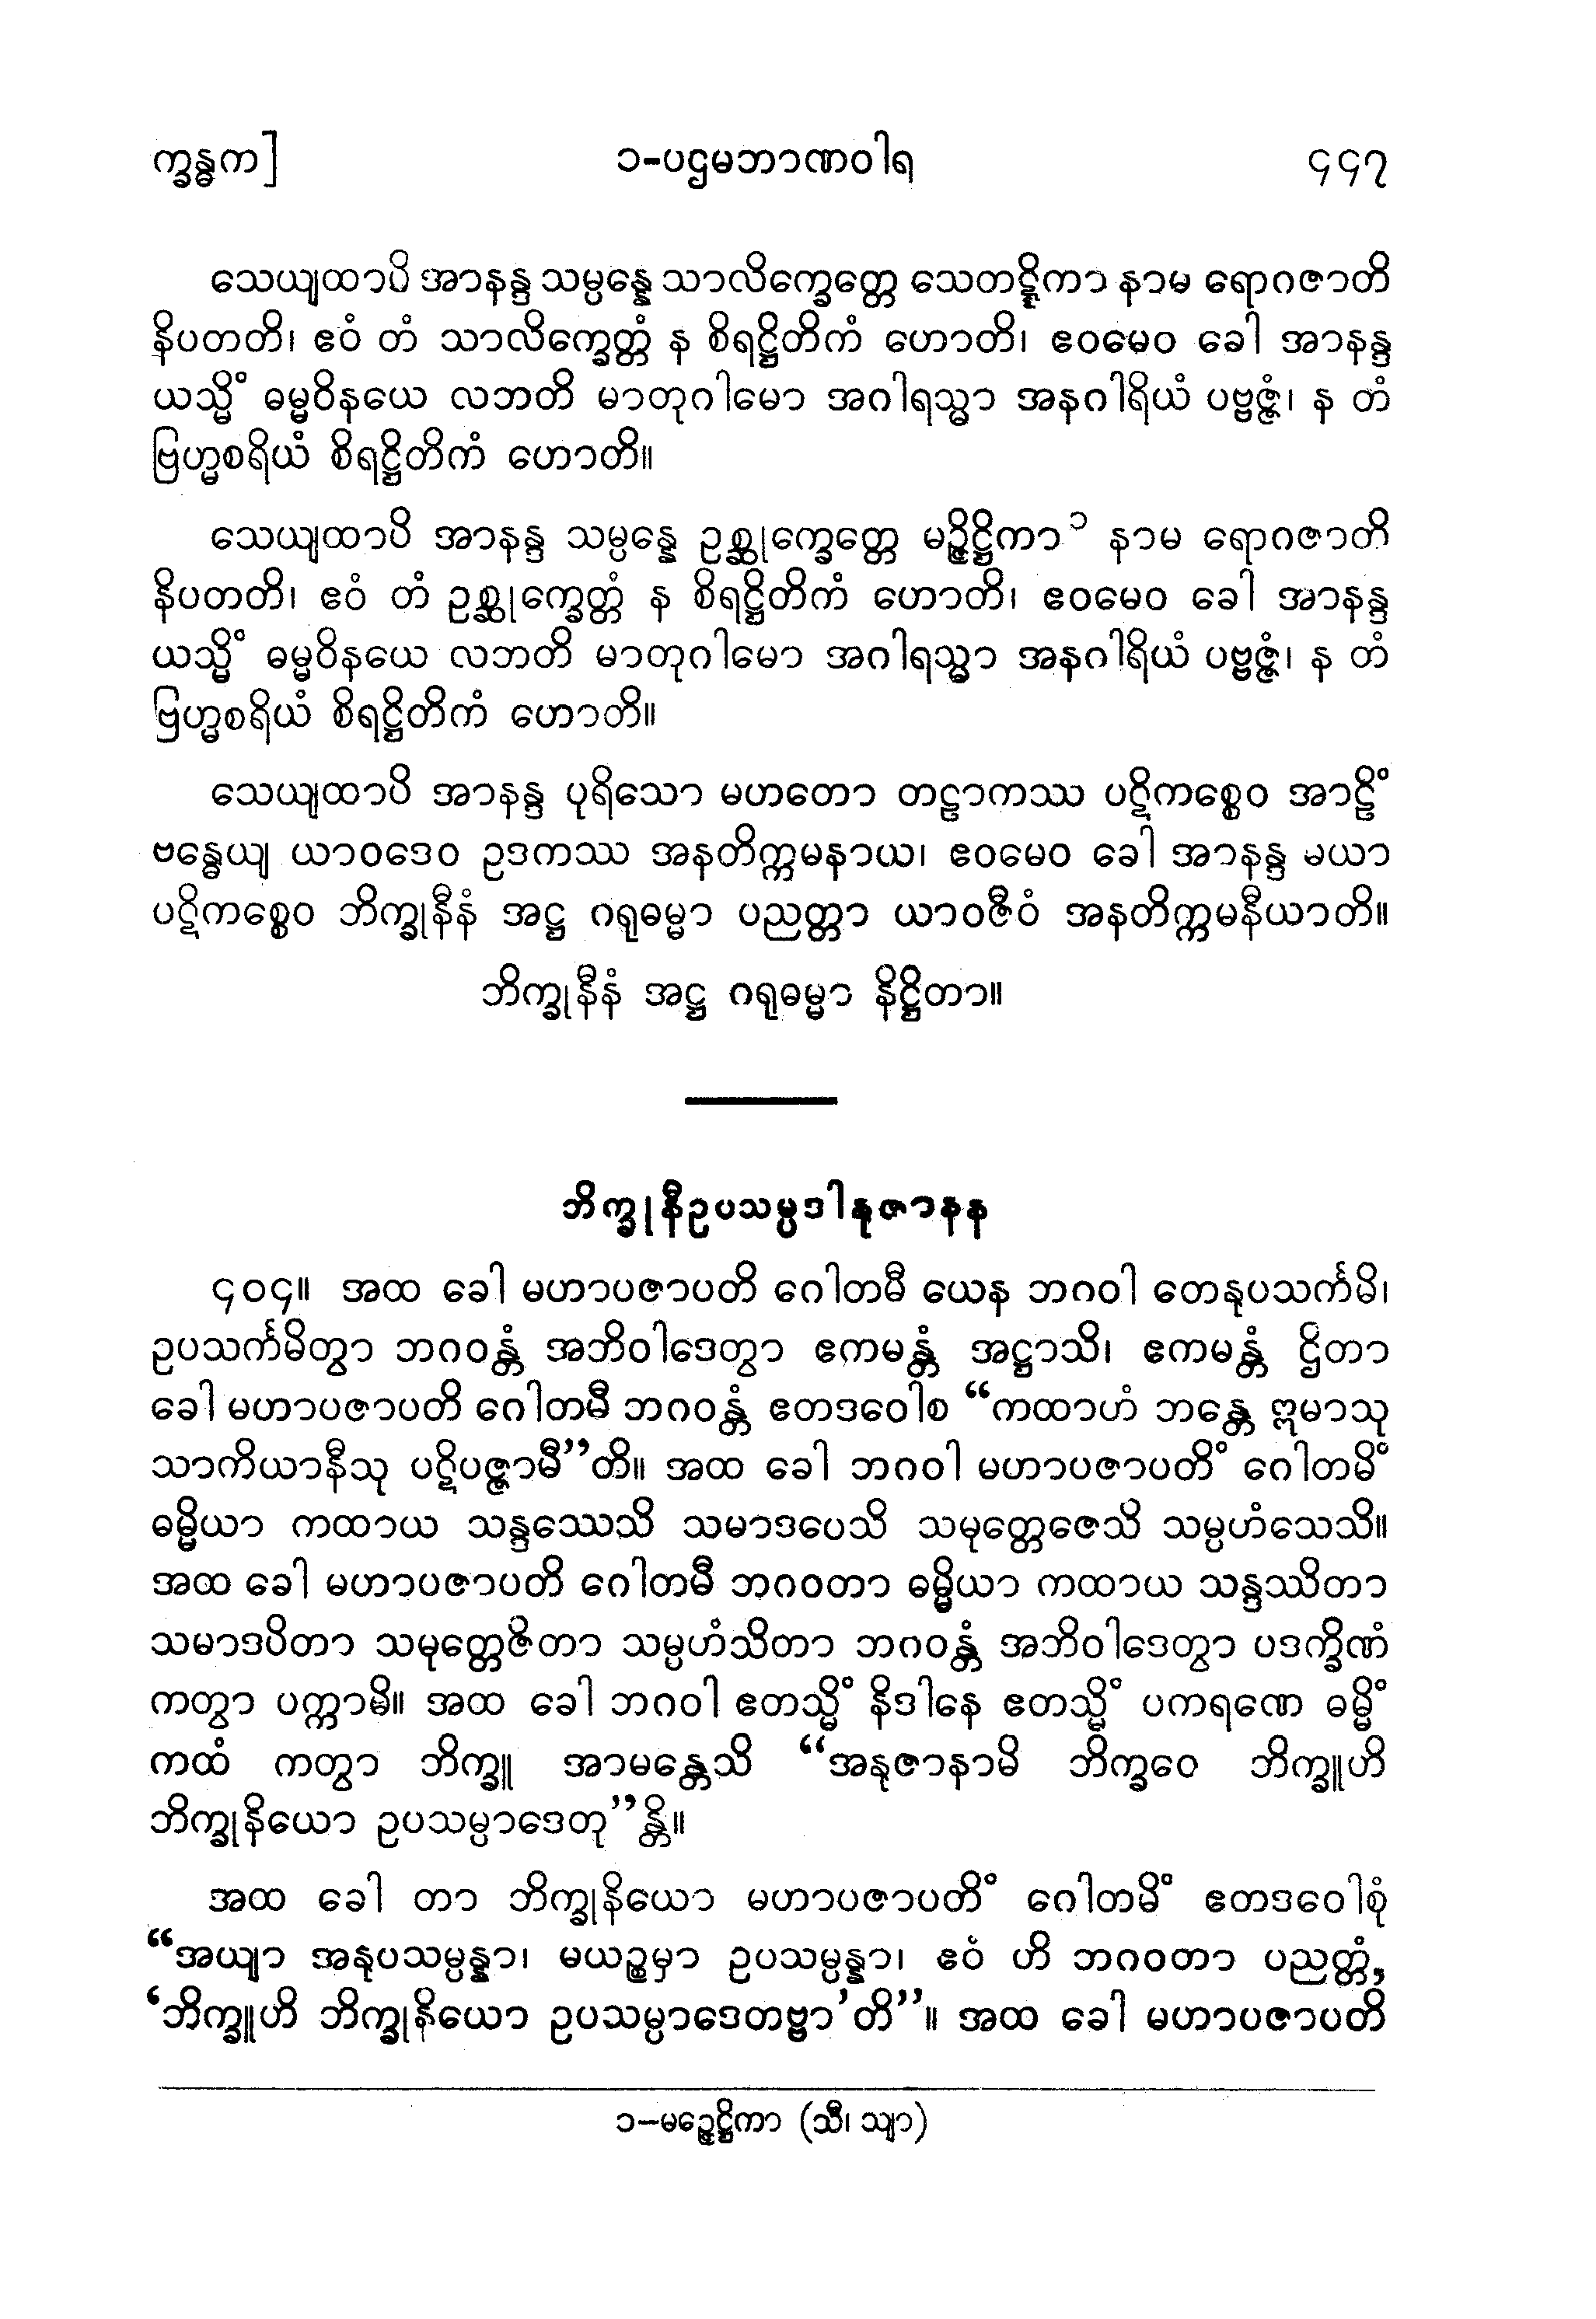 က္ခန္ဓက] ၁-ပဌမဘာဏဝါရ ၄၄၇
သေယျထာပိ အာနန္ဒ သမ္ပန္နေ သာလိက္ခေတ္တေ သေတဋ္ဋိကာ နာမ ရောဂဇာတိ
နိပတတိ၊ ဧဝံ တံ သာလိက္ခေတ္တံ န စိရဋ္ဌိတိကံ ဟောတိ၊ ဧဝမေဝ ခေါ အာနန္ဒ
ယသ္မိံ ဓမ္မဝိနယေ လဘတိ မာတုဂါမော အဂါရသ္မာ အနဂါရိယံ ပဗ္ဗဇ္ဇံ၊ န တံ
ဗြဟ္မစရိယံ စိရဋ္ဌိတိကံ ဟောတိ။
သေယျထာပိ အာနန္ဒ သမ္ပန္နေ ဥစ္ဆုက္ခေတ္တေ မဉ္ဇိဋ္ဌိကာ ၁ နာမ ရောဂဇာတိ
နိပတတိ၊ ဧဝံ တံ ဥစ္ဆုက္ခေတ္တံ န စိရဋ္ဌိတိကံ ဟောတိ၊ ဧဝမေဝ ခေါ အာနန္ဒ
ယသ္မိံ ဓမ္မဝိနယေ လဘတိ မာတုဂါမော အဂါရသ္မာ အနဂါရိယံ ပဗ္ဗဇ္ဇံ၊ န တံ
ဗြဟ္မစရိယံ စိရဋ္ဌိတိကံ ဟောတိ။
သေယျထာပိ အာနန္ဒ ပုရိသော မဟတော တဠာကဿ ပဋိကစ္စေဝ အာဠိံ
ဗန္ဓေယျ ယာဝဒေဝ ဥဒကဿ အနတိက္ကမနာယ၊ ဧဝမေဝ ခေါ အာနန္ဒ မယာ
ပဋိကစ္စေဝ ဘိက္ခုနီနံ အဋ္ဌ ဂရုဓမ္မာ ပညတ္တာ ယာဝဇီဝံ အနတိက္ကမနီယာတိ။
ဘိက္ခုနီနံ အဋ္ဌ ဂရုဓမ္မာ နိဋ္ဌိတာ။
ဘိက္ခုနီဥပသမ္ပဒါနုဇာနန
၄၀၄။ အထ ခေါ မဟာပဇာပတိ ဂေါတမီ ယေန ဘဂဝါ တေနုပသင်္ကမိ၊
ဥပသင်္ကမိတွာ ဘဂဝန္တံ အဘိဝါဒေတွာ ဧကမန္တံ အဋ္ဌာသိ၊ ဧကမန္တံ ဌိတာ
ခေါ မဟာပဇာပတိ ဂေါတမီ ဘဂဝန္တံ ဧတဒဝေါစ “ကထာဟံ ဘန္တေ ဣမာသု
သာကိယာနီသု ပဋိပဇ္ဇာမီ”တိ။ အထ ခေါ ဘဂဝါ မဟာပဇာပတိံ ဂေါတမိံ
ဓမ္မိယာ ကထာယ သန္ဒဿေသိ သမာဒပေသိ သမုတ္တေဇေသိ သမ္ပဟံသေသိ။
အထ ခေါ မဟာပဇာပတိ ဂေါတမီ ဘဂဝတာ ဓမ္မိယာ ကထာယ သန္ဒဿိတာ
သမာဒပိတာ သမုတ္တေဇိတာ သမ္ပဟံသိတာ ဘဂဝန္တံ အဘိဝါဒေတွာ ပဒက္ခိဏံ
ကတွာ ပက္ကာမိ။ အထ ခေါ ဘဂဝါ ဧတသ္မိံ နိဒါနေ ဧတသ္မိံ ပကရဏေ ဓမ္မိံ
ကထံ ကတွာ ဘိက္ခူ အာမန္တေသိ “အနုဇာနာမိ ဘိက္ခဝေ ဘိက္ခူဟိ
ဘိက္ခုနိယော ဥပသမ္ပာဒေတု”န္တိ။
အထ ခေါ တာ ဘိက္ခုနိယော မဟာပဇာပတိံ ဂေါတမိံ ဧတဒဝေါစုံ
“အယျာ အနုပသမ္ပန္နာ၊ မယဉ္စမှာ ဥပသမ္ပန္နာ၊ ဧဝံ ဟိ ဘဂဝတာ ပညတ္တံ,
‘ဘိက္ခူဟိ ဘိက္ခုနိယော ဥပသမ္ပာဒေတဗ္ဗာ’တိ”။ အထ ခေါ မဟာပဇာပတိ
၁–မဉ္ဇေဋ္ဌိကာ (သီ၊ သျာ)